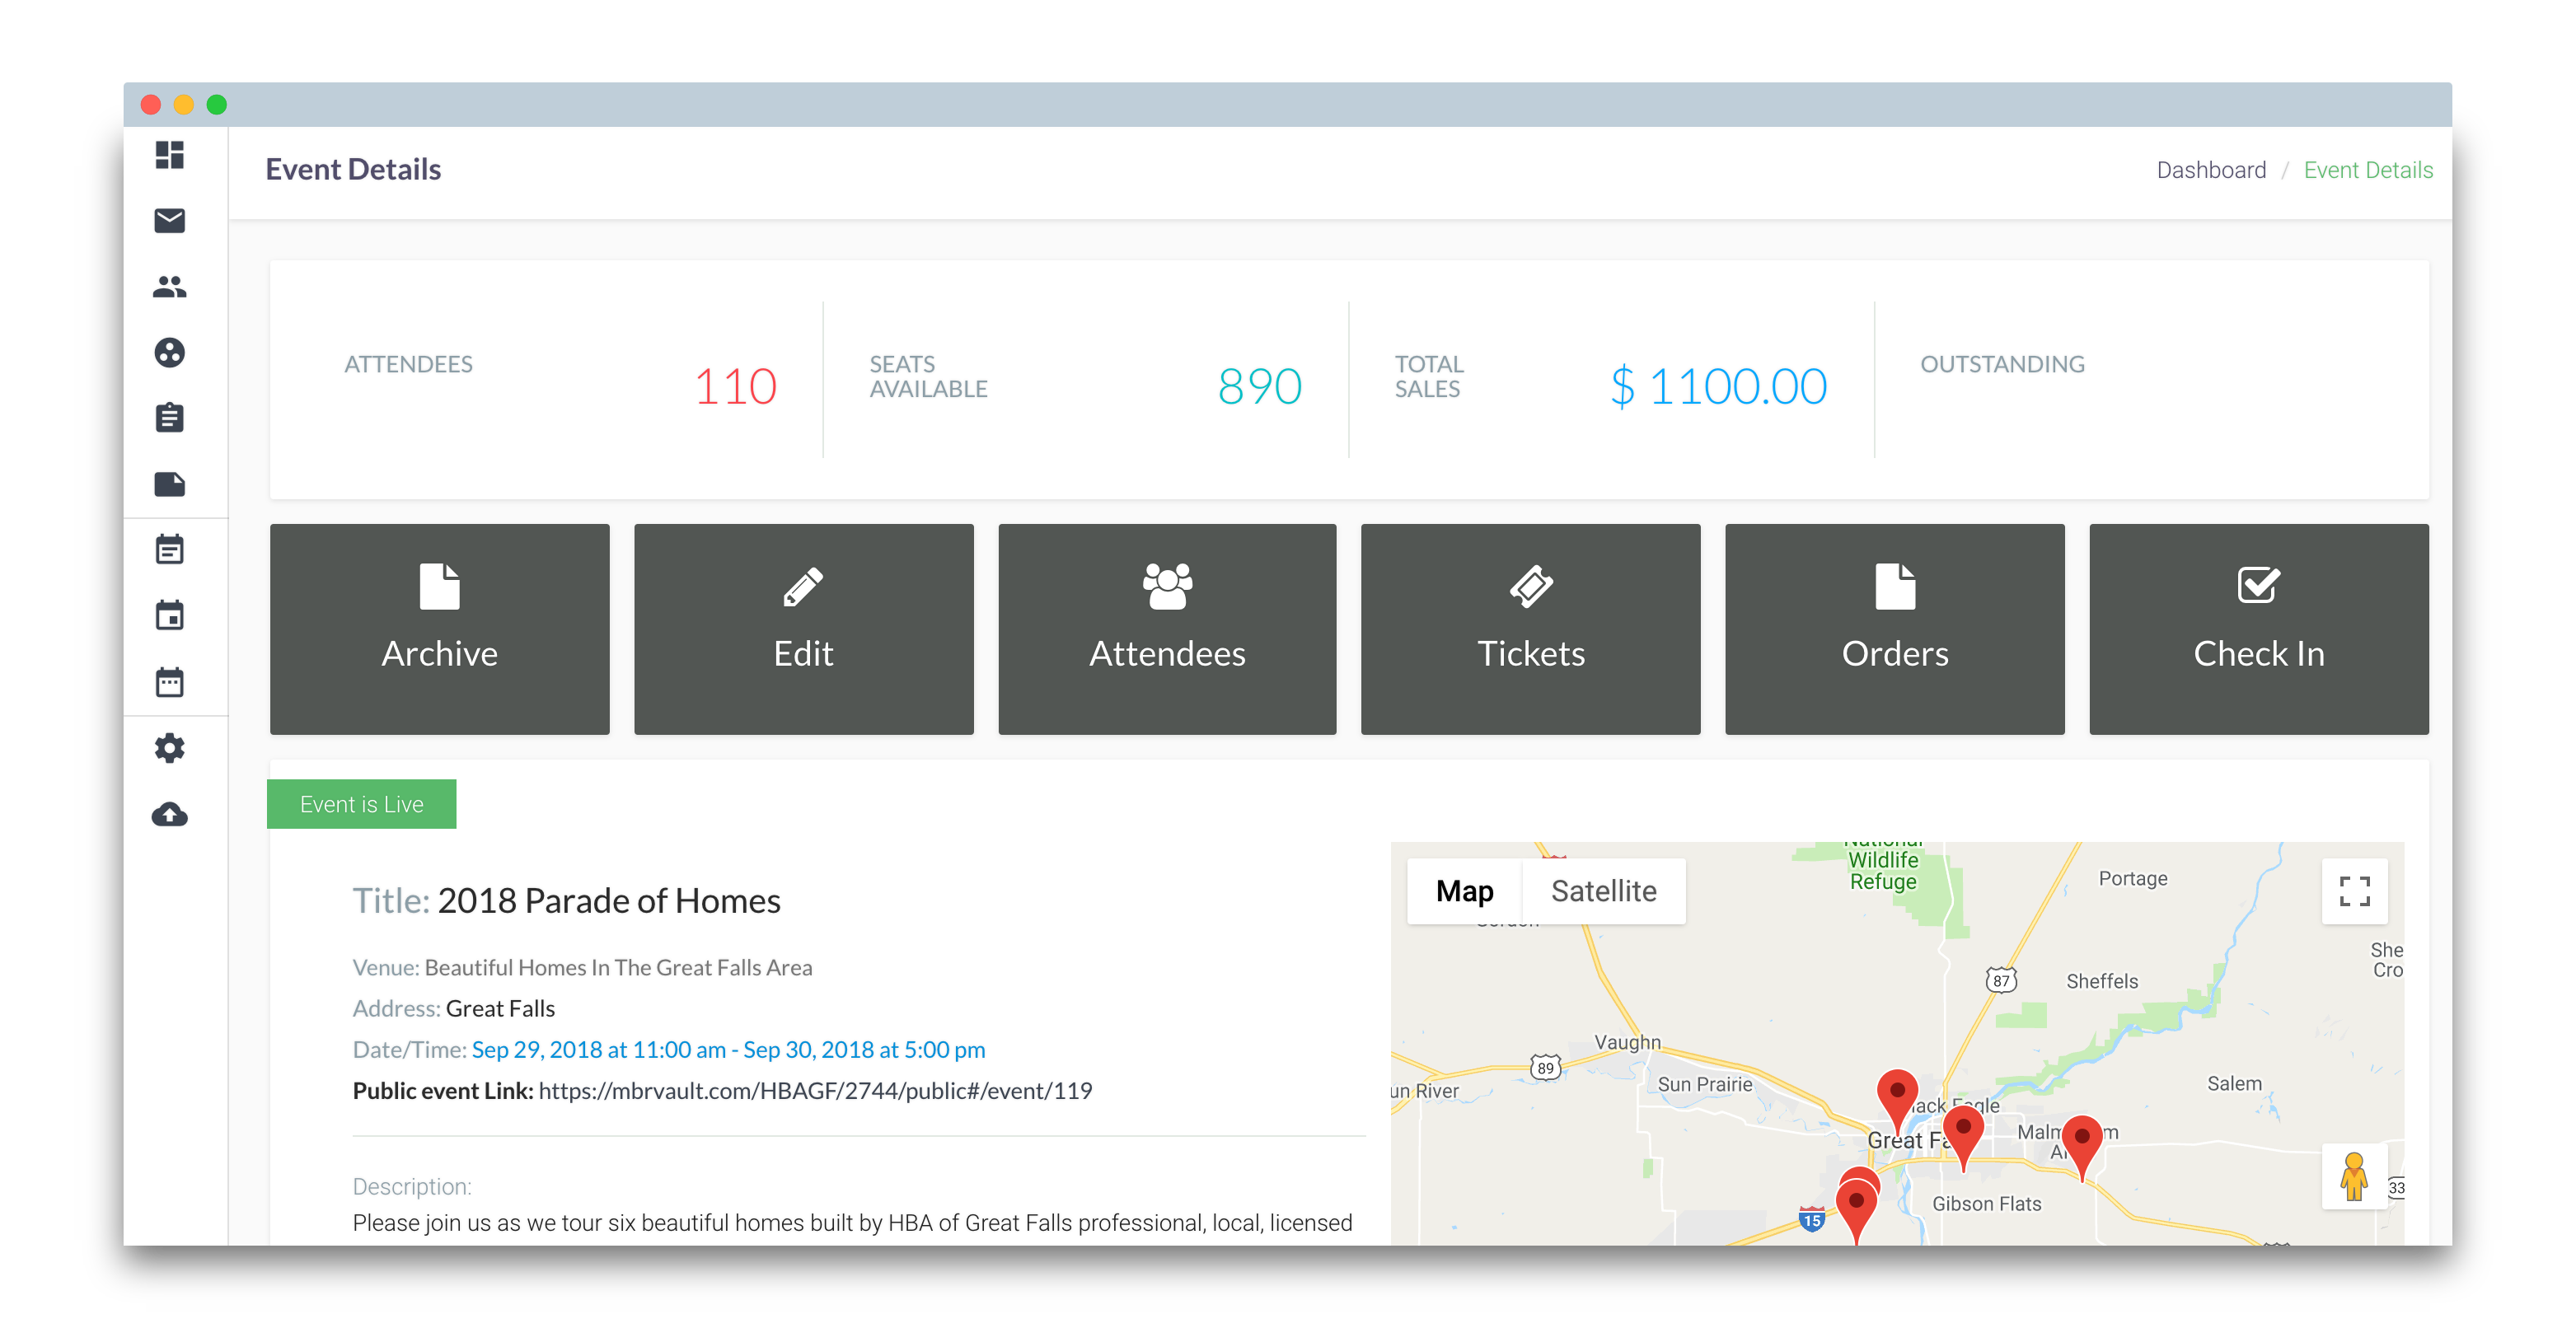 Event Details
Dashboard / Event Details
ATTENDEES
110
SEATS
AVAILABLE
890
TOTAL
SALES
$ 1100.00
OUTSTANDING
Archive
Edit
Attendees
Tickets
Orders
Check In
Event is Live
Title: 2018 Parade of Homes
Venue: Beautiful Homes In The Great Falls Area
Address: Great Falls
Date/Time: Sep 29, 2018 at 11:00 am - Sep 30, 2018 at 5:00 pm
Public event Link: https://mbrvault.com/HBAGF/2744/public#/event/119
Description:
Please join us as we tour six beautiful homes built by HBA of Great Falls professional, local, licensed
Map
Satellite
National
Wildlife
Refuge
Portage
She
Cro
87
Sheffels
Vaughn
89
Sun Prairie
un River
Salem
Great Fa
Gibson Flats
33
15